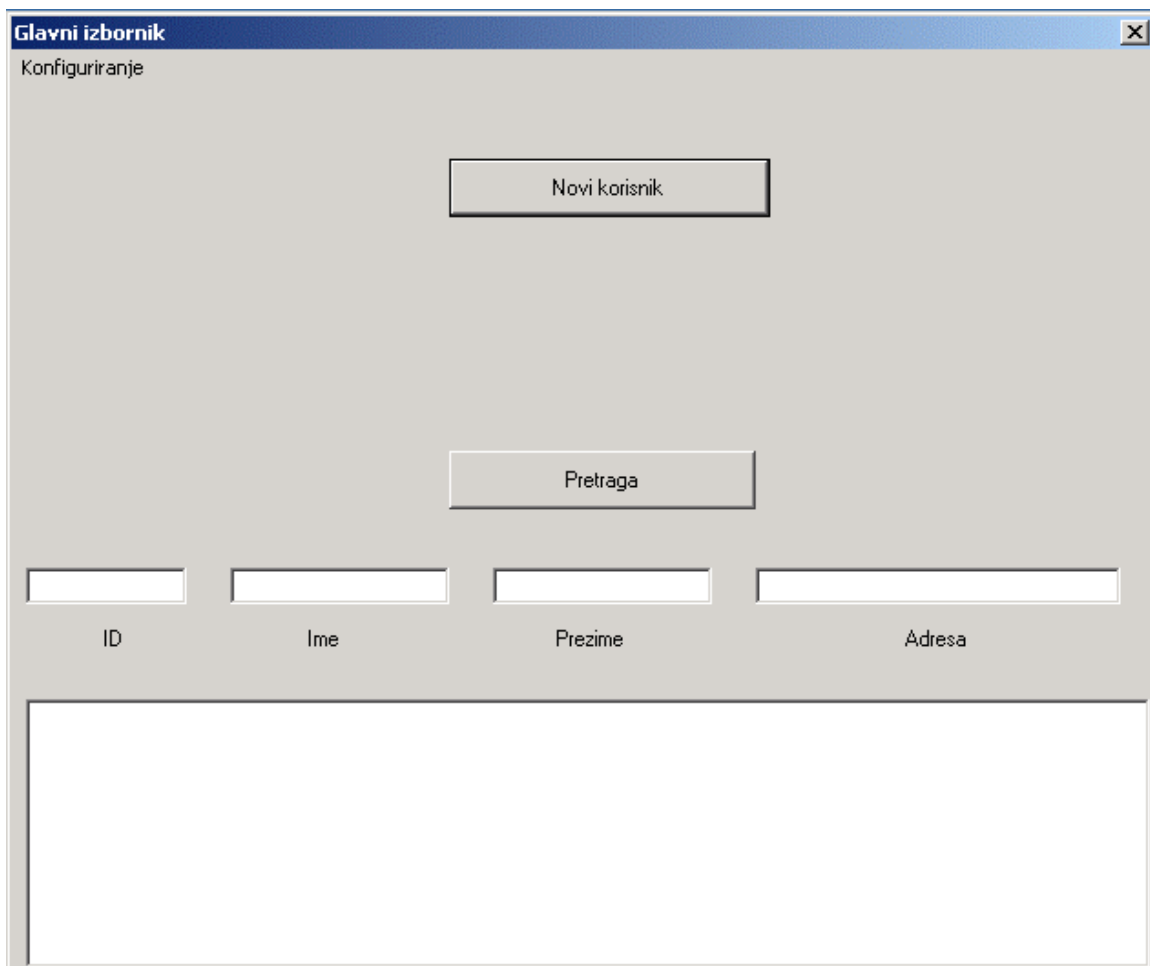 Glavni izbornik
Konfiguriranje
Novi korisnik
Pretraga
ID Ime Prezime Adresa